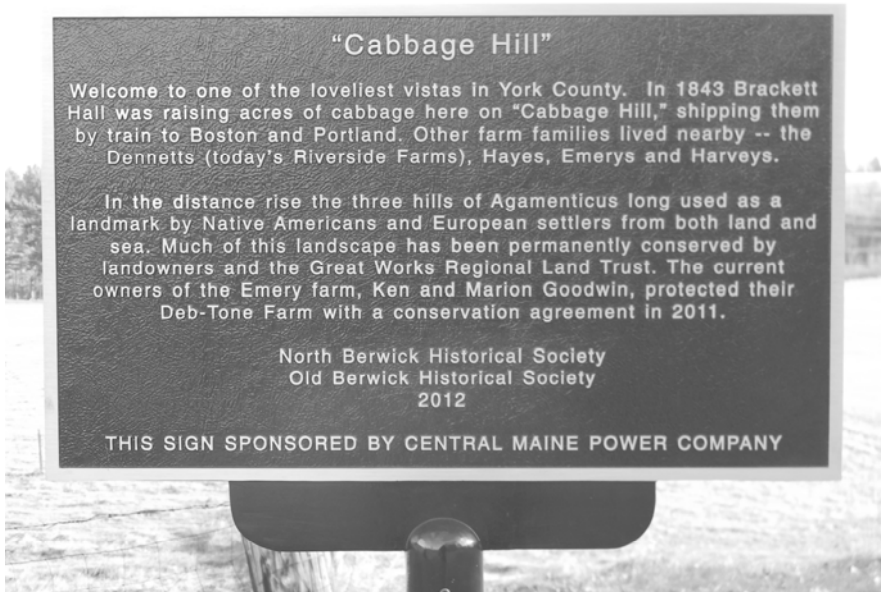 "Cabbage Hill"
Welcome to one of the loveliest vistas in York County. In 1843 Brackett
Hall was raising acres of cabbage here on "Cabbage Hill," shipping them
by train to Boston and Portland. Other farm families lived nearby -- the
Dennetts (today's Riverside Farms), Hayes, Emerys and Harveys.
In the distance rise the three hills of Agamenticus long used as a
landmark by Native Americans and European settlers from both land and
sea. Much of this landscape has been permanently conserved by
landowners and the Great Works Regional Land Trust. The current
owners of the Emery farm, Ken and Marion Goodwin, protected their
Deb-Tone Farm with a conservation agreement in 2011.
North Berwick Historical Society
Old Berwick Historical Society
2012
THIS SIGN SPONSORED BY CENTRAL MAINE POWER COMPANY